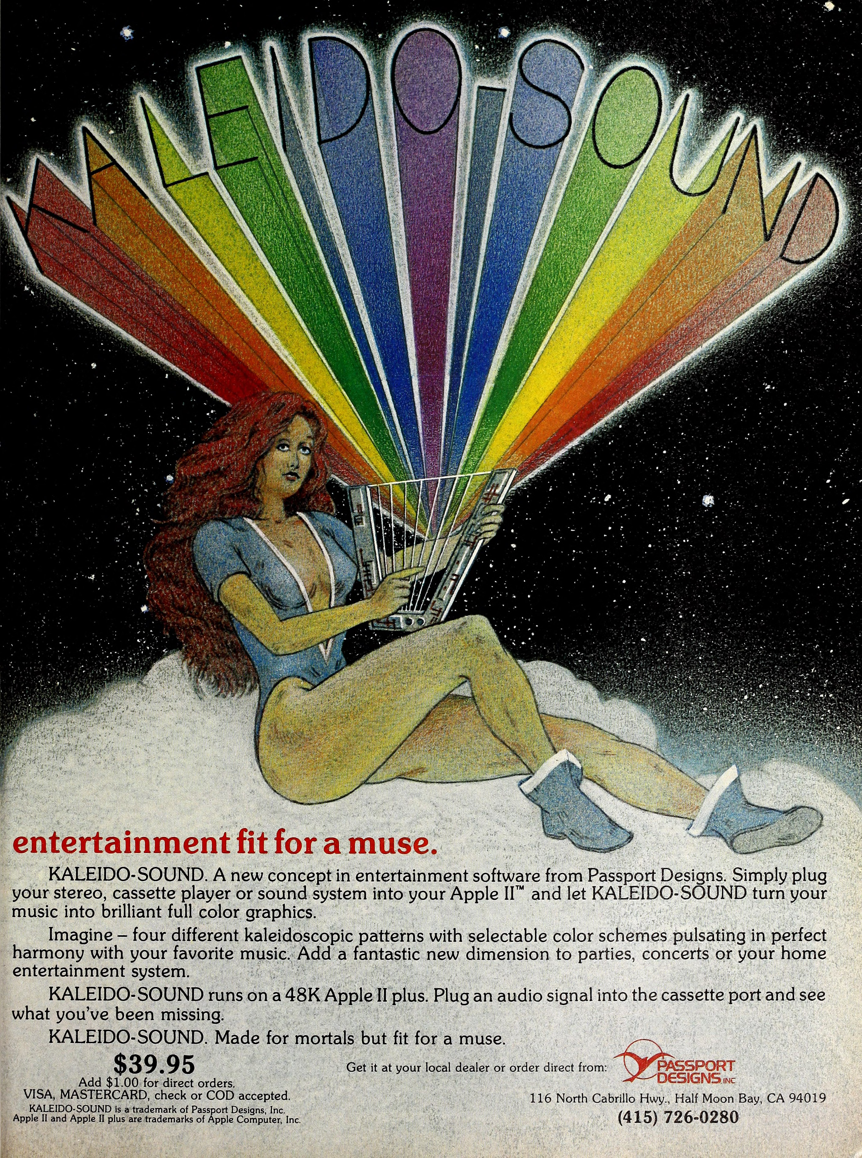 KALEIDO-SOUND
entertainment fit for a muse.
KALEIDO-SOUND. A new concept in entertainment software from Passport Designs. Simply plug
your stereo, cassette player or sound system into your Apple II™ and let KALEIDO-SOUND turn your
music into brilliant full color graphics.
Imagine – four different kaleidoscopic patterns with selectable color schemes pulsating in perfect
harmony with your favorite music. Add a fantastic new dimension to parties, concerts or your home
entertainment system.
KALEIDO-SOUND runs on a 48K Apple II plus. Plug an audio signal into the cassette port and see
what you've been missing.
KALEIDO-SOUND. Made for mortals but fit for a muse.
$39.95
Add $1.00 for direct orders.
VISA, MASTERCARD, check or COD accepted.
KALEIDO-SOUND is a trademark of Passport Designs, Inc.
Apple II and Apple II plus are trademarks of Apple Computer, Inc.
Get it at your local dealer or order direct from:
PASSPORT
DESIGNS INC
116 North Cabrillo Hwy., Half Moon Bay, CA 94019
(415) 726-0280